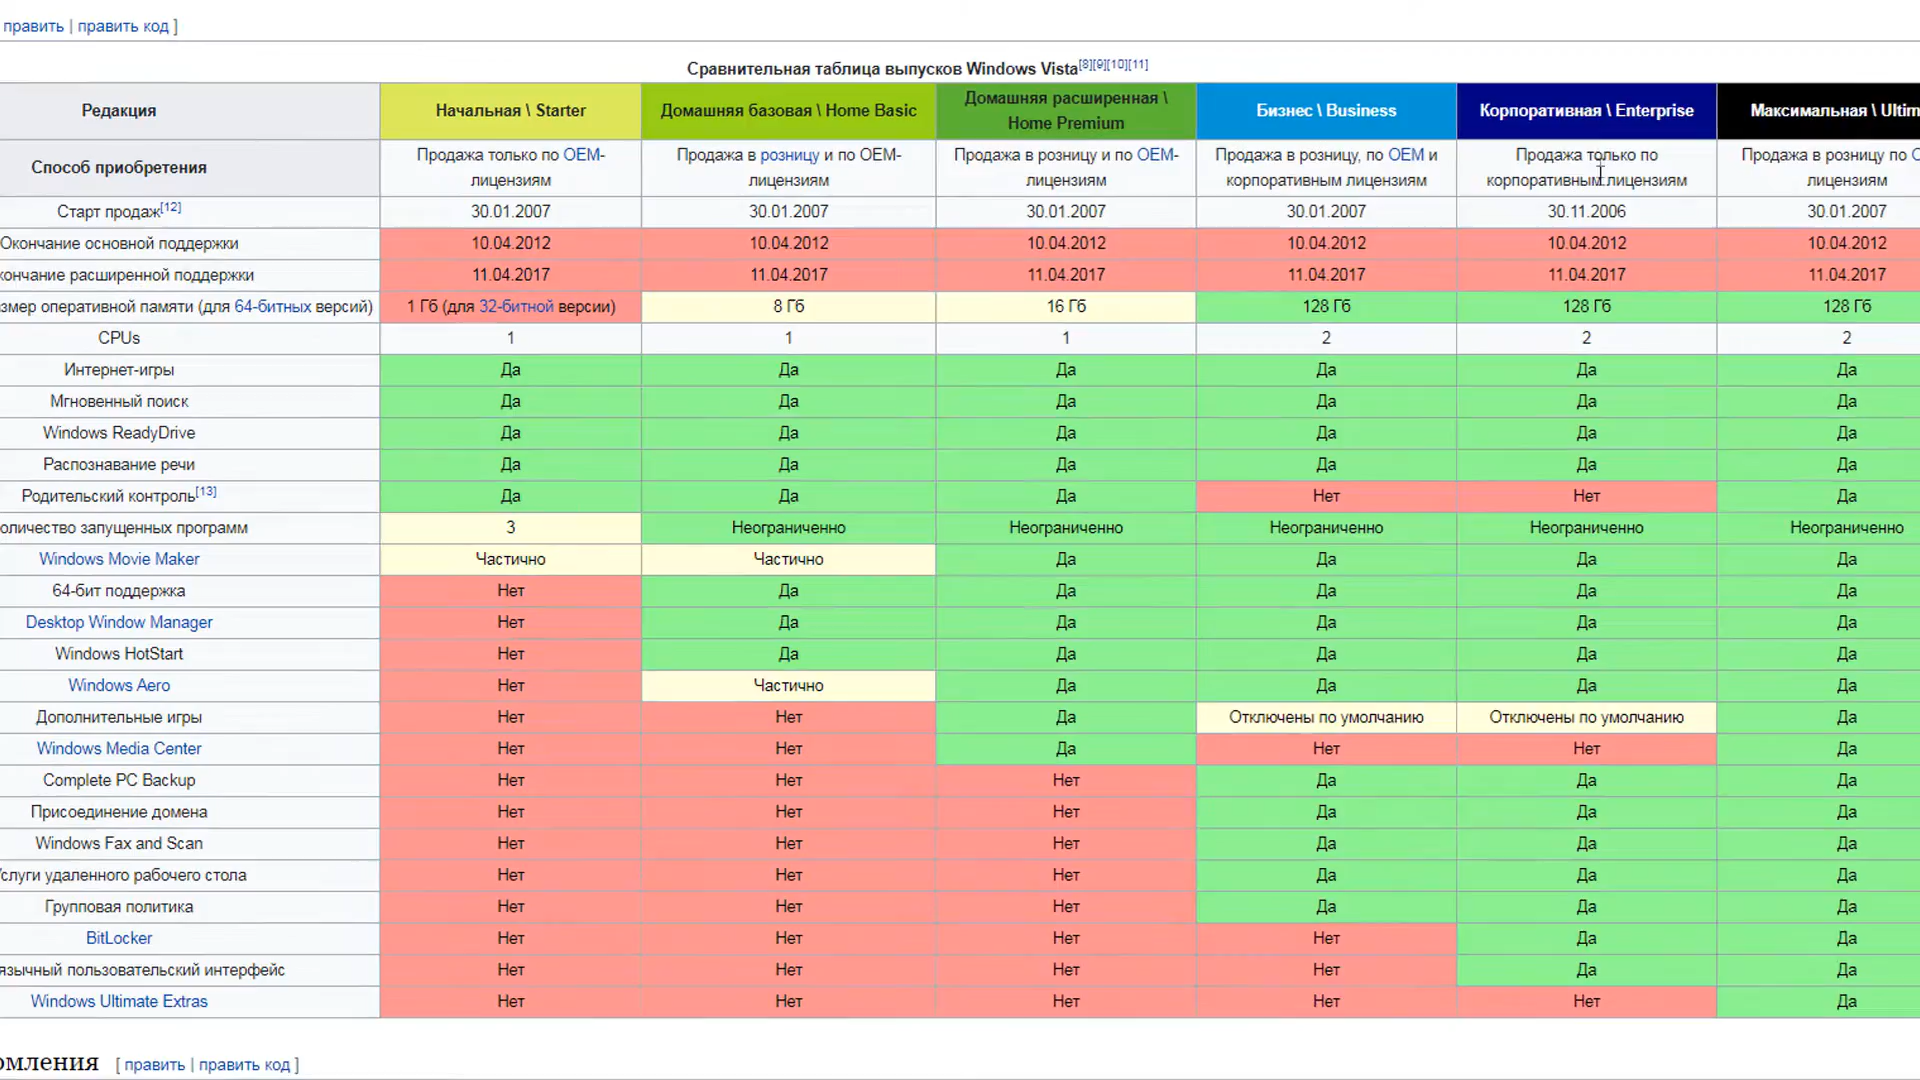 править | править код ]
Сравнительная таблица выпусков Windows Vista[8][9][10][11]
Редакция Начальная \ Starter Домашняя базовая \ Home Basic Домашняя расширенная \ Home Premium Бизнес \ Business Корпоративная \ Enterprise Максимальная \ Ultim
Способ приобретения Продажа только по OEM-лицензиям Продажа в розницу и по OEM-лицензиям Продажа в розницу и по OEM-лицензиям Продажа в розницу, по OEM и корпоративным лицензиям Продажа только по корпоративным лицензиям Продажа в розницу по O лицензиям
Старт продаж[12] 30.01.2007 30.01.2007 30.01.2007 30.01.2007 30.11.2006 30.01.2007
Окончание основной поддержки 10.04.2012 10.04.2012 10.04.2012 10.04.2012 10.04.2012 10.04.2012
кончание расширенной поддержки 11.04.2017 11.04.2017 11.04.2017 11.04.2017 11.04.2017 11.04.2017
змер оперативной памяти (для 64-битных версий) 1 Гб (для 32-битной версии) 8 Гб 16 Гб 128 Гб 128 Гб 128 Гб
CPUs 1 1 1 2 2 2
Интернет-игры Да Да Да Да Да Да
Мгновенный поиск Да Да Да Да Да Да
Windows ReadyDrive Да Да Да Да Да Да
Распознавание речи Да Да Да Да Да Да
Родительский контроль[13] Да Да Да Нет Нет Да
оличество запущенных программ 3 Неограниченно Неограниченно Неограниченно Неограниченно Неограниченно
Windows Movie Maker Частично Частично Да Да Да Да
64-бит поддержка Нет Да Да Да Да Да
Desktop Window Manager Нет Да Да Да Да Да
Windows HotStart Нет Да Да Да Да Да
Windows Aero Нет Частично Да Да Да Да
Дополнительные игры Нет Нет Да Отключены по умолчанию Отключены по умолчанию Да
Windows Media Center Нет Нет Да Нет Нет Да
Complete PC Backup Нет Нет Нет Да Да Да
Присоединение домена Нет Нет Нет Да Да Да
Windows Fax and Scan Нет Нет Нет Да Да Да
слуги удаленного рабочего стола Нет Нет Нет Да Да Да
Групповая политика Нет Нет Нет Да Да Да
BitLocker Нет Нет Нет Нет Да Да
язычный пользовательский интерфейс Нет Нет Нет Нет Да Да
Windows Ultimate Extras Нет Нет Нет Нет Нет Да
омления [ править | править код ]